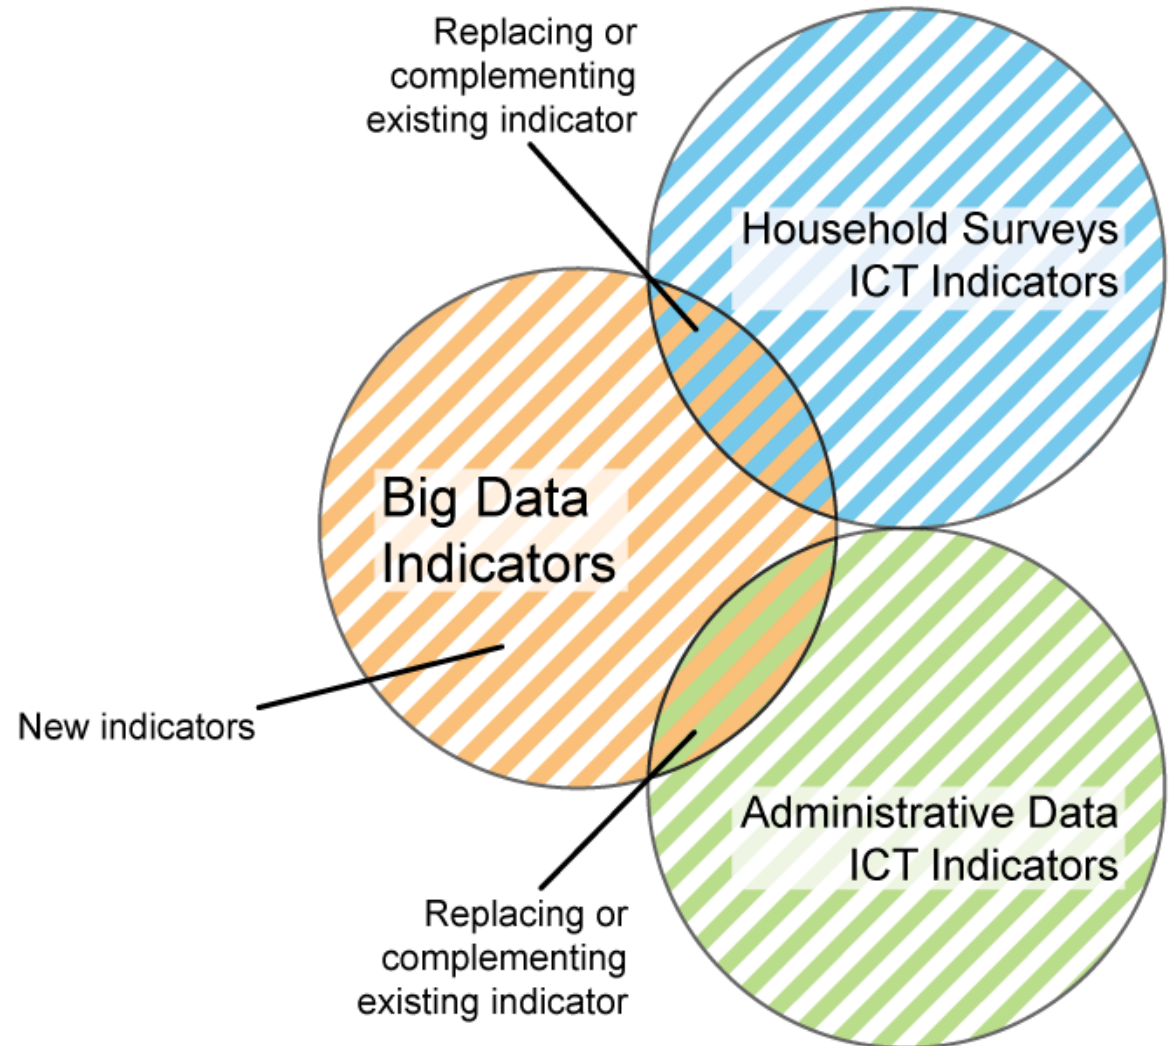 Replacing or
complementing
existing indicator
Household Surveys
ICT Indicators
Big Data
Indicators
New indicators
Administrative Data
ICT Indicators
Replacing or
complementing
existing indicator